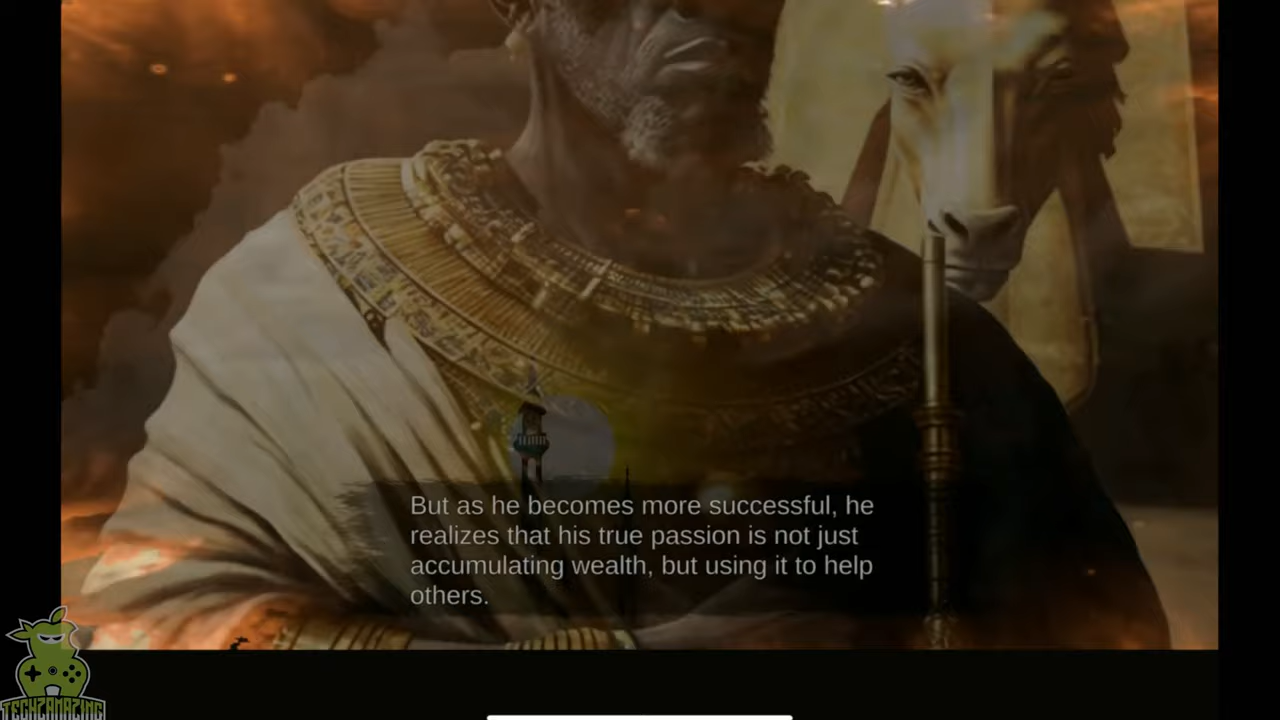 But as he becomes more successful, he
realizes that his true passion is not just
accumulating wealth, but using it to help
others.
TECHZAMAZING